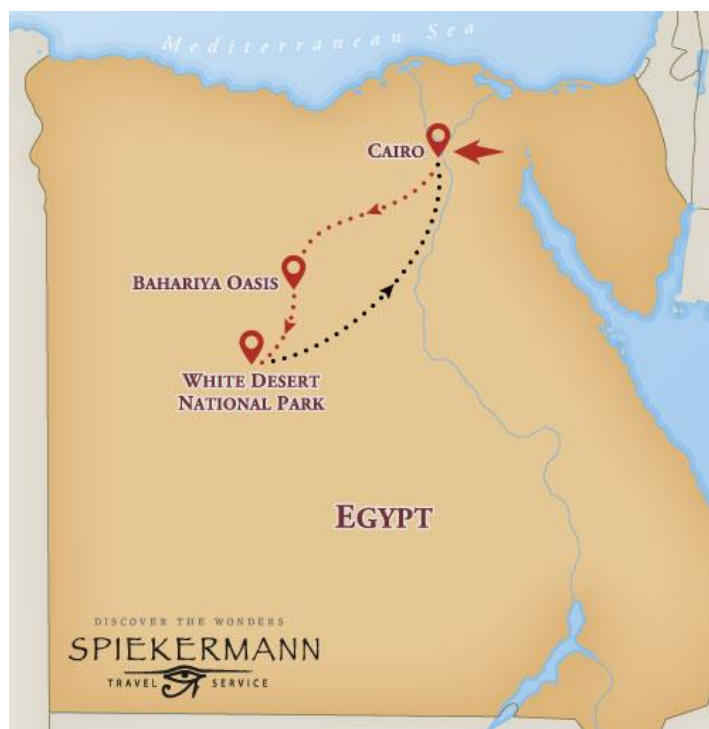 Mediterranean Sea
CAIRO
BAHARIYA OASIS
WHITE DESERT
NATIONAL PARK
EGYPT
DISCOVER THE WONDERS
SPIEKERMANN
TRAVEL SERVICE